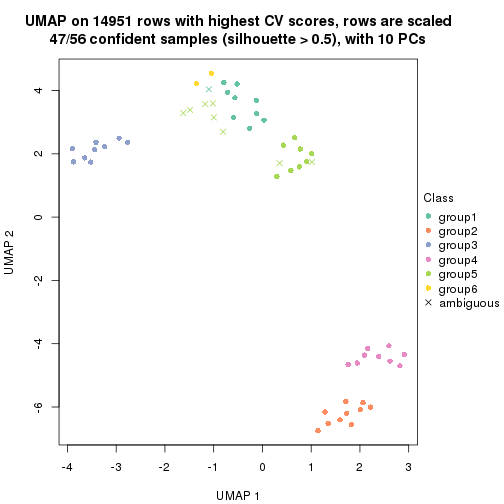 UMAP on 14951 rows with highest CV scores, rows are scaled
47/56 confident samples (silhouette > 0.5), with 10 PCs
4
2
0
-2
-4
-6
UMAP 2
-4
-3
-2
-1
0
1
2
3
UMAP 1
Class
group1
group2
group3
group4
group5
group6
ambiguous